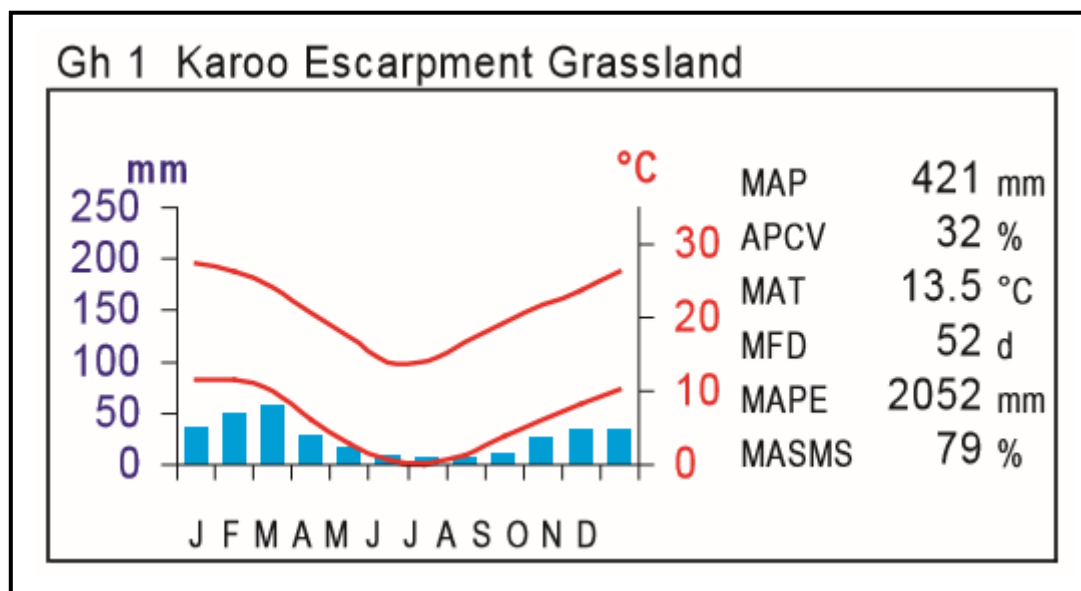 Gh 1 Karoo Escarpment Grassland
mm
250
200
150
100
50
0
°C
30
20
10
0
J F M A M J J A S O N D
MAP 421 mm
APCV 32 %
MAT 13.5 °C
MFD 52 d
MAPE 2052 mm
MASMS 79 %